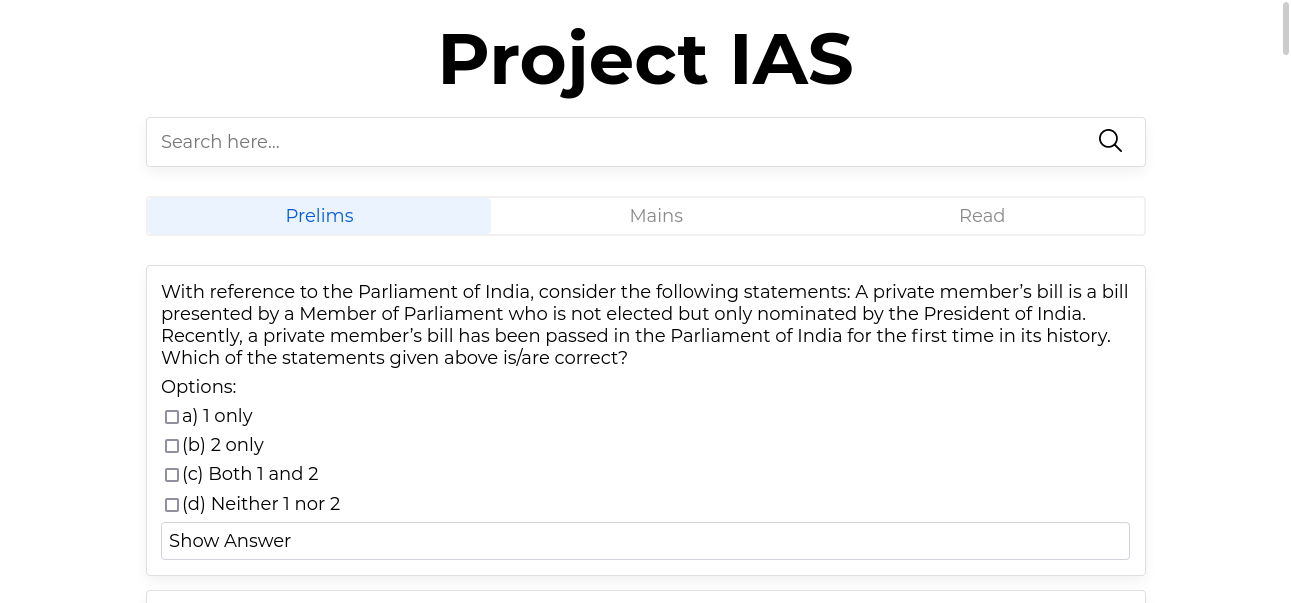 Project IAS
Search here...
Prelims
Mains
Read
With reference to the Parliament of India, consider the following statements: A private member’s bill is a bill
presented by a Member of Parliament who is not elected but only nominated by the President of India.
Recently, a private member’s bill has been passed in the Parliament of India for the first time in its history.
Which of the statements given above is/are correct?
Options:
a) 1 only
(b) 2 only
(c) Both 1 and 2
(d) Neither 1 nor 2
Show Answer